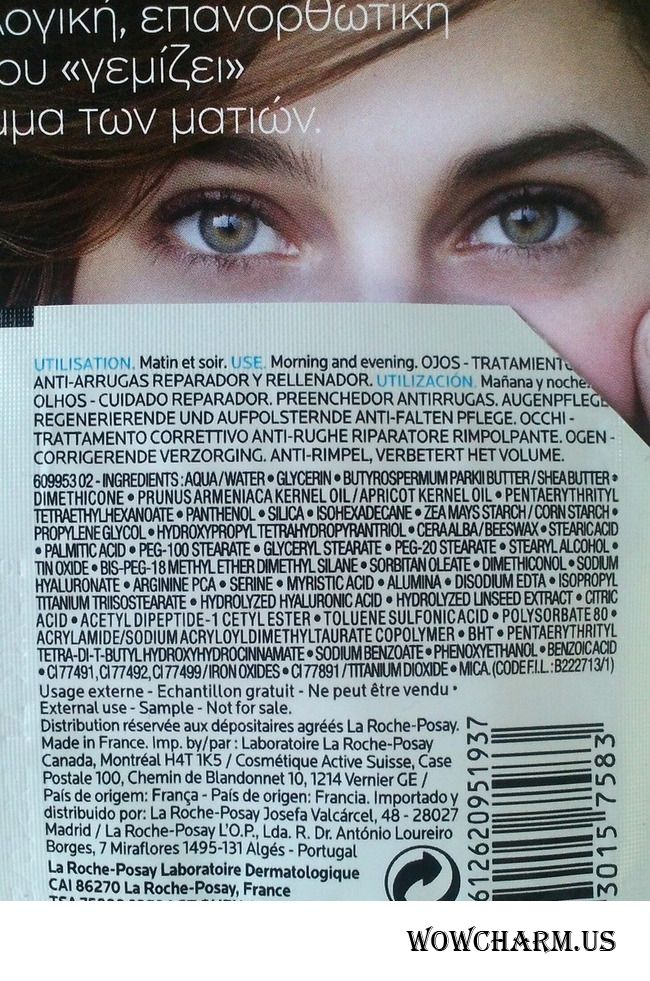 λογική, επανορθωτική
ου «γεμίζει»
μμα των ματιών.
UTILISATION. Matin et soir. USE. Morning and evening. OJOS - TRATAMIENTO
ANTI-ARRUGAS REPARADOR Y RELLENADOR. UTILIZACIÓN. Mañana y noche.
OLHOS - CUIDADO REPARADOR. PREENCHEDOR ANTIRRUGAS. AUGENPFLEGE
REGENERIERENDE UND AUFPOLSTERNDE ANTI-FALTEN PFLEGE. OCCHI -
TRATTAMENTO CORRETTIVO ANTI-RUGHE RIPARATORE RIMPOLPANTE. OGEN -
CORRIGERENDE VERZORGING. ANTI-RIMPEL, VERBETERT HET VOLUME.
609953 02 - INGREDIENTS : AQUA / WATER • GLYCERIN • BUTYROSPERMUM PARKII BUTTER / SHEA BUTTER •
DIMETHICONE • PRUNUS ARMENIACA KERNEL OIL / APRICOT KERNEL OIL • PENTAERYTHRITYL
TETRAETHYLHEXANOATE • PANTHENOL • SILICA • ISOHEXADECANE • ZEA MAYS STARCH / CORN STARCH •
PROPYLENE GLYCOL • HYDROXYPROPYL TETRAHYDROPYRANTRIOL • CERA ALBA / BEESWAX • STEARIC ACID
• PALMITIC ACID • PEG-100 STEARATE • GLYCERYL STEARATE • PEG-20 STEARATE • STEARYL ALCOHOL •
TIN OXIDE • BIS-PEG-18 METHYL ETHER DIMETHYL SILANE • SORBITAN OLEATE • DIMETHICONOL • SODIUM
HYALURONATE • ARGININE PCA • SERINE • MYRISTIC ACID • ALUMINA • DISODIUM EDTA • ISOPROPYL
TITANIUM TRIISOSTEARATE • HYDROLYZED HYALURONIC ACID • HYDROLYZED LINSEED EXTRACT • CITRIC
ACID • ACETYL DIPEPTIDE-1 CETYL ESTER • TOLUENE SULFONIC ACID • POLYSORBATE 80 •
ACRYLAMIDE/SODIUM ACRYLOYLDIMETHYLTAURATE COPOLYMER • BHT • PENTAERYTHRITYL
TETRA-DI-T-BUTYL HYDROXYHYDROCINNAMATE • SODIUM BENZOATE • PHENOXYETHANOL • BENZOIC ACID
• CI 77491, CI 77492, CI 77499 / IRON OXIDES • CI 77891 / TITANIUM DIOXIDE • MICA. (CODE F.I.L. : B222713/1)
Usage externe - Echantillon gratuit - Ne peut être vendu •
External use - Sample - Not for sale.
Distribution réservée aux dépositaires agréés La Roche-Posay.
Made in France. Imp. by/par : Laboratoire La Roche-Posay
Canada, Montréal H4T 1K5 / Cosmétique Active Suisse, Case
Postale 100, Chemin de Blandonnet 10, 1214 Vernier GE /
País de origem: França - País de origen: Francia. Importado y
distribuido por: La Roche-Posay Josefa Valcárcel, 48 - 28027
Madrid / La Roche-Posay L'O.P., Lda. R. Dr. António Loureiro
Borges, 7 Miraflores 1495-131 Algés - Portugal
La Roche-Posay Laboratoire Dermatologique
CAI 86270 La Roche-Posay, France
612620951937
30157583
WOWCHARM.US